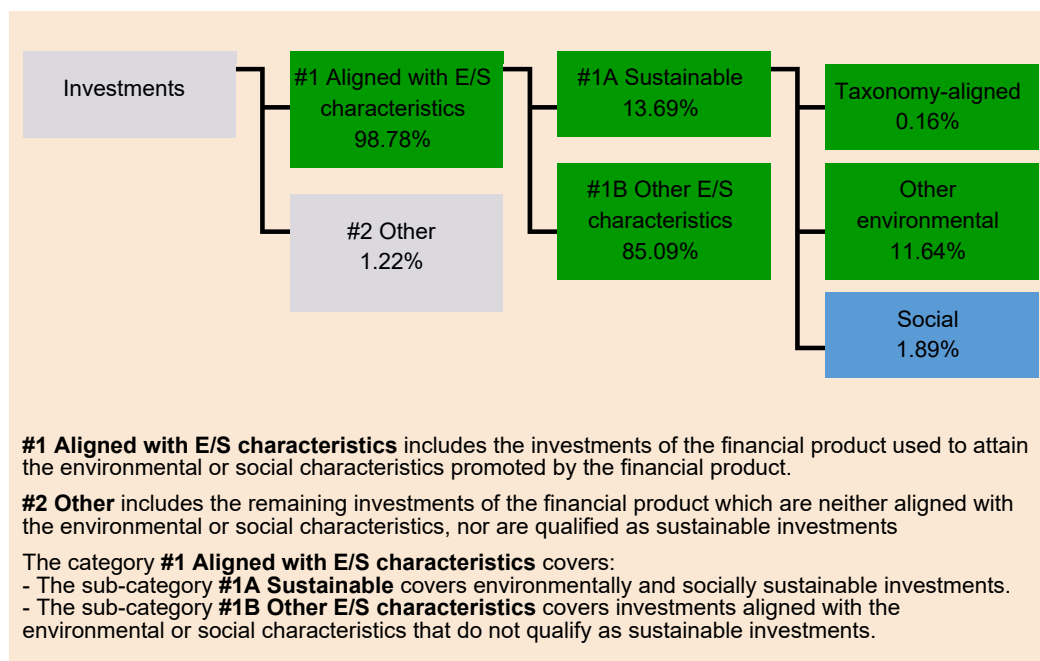 Investments
#1 Aligned with E/S
characteristics
98.78%
#2 Other
1.22%
#1A Sustainable
13.69%
#1B Other E/S
characteristics
85.09%
Taxonomy-aligned
0.16%
Other
environmental
11.64%
Social
1.89%
#1 Aligned with E/S characteristics includes the investments of the financial product used to attain
the environmental or social characteristics promoted by the financial product.
#2 Other includes the remaining investments of the financial product which are neither aligned with
the environmental or social characteristics, nor are qualified as sustainable investments
The category #1 Aligned with E/S characteristics covers:
- The sub-category #1A Sustainable covers environmentally and socially sustainable investments.
- The sub-category #1B Other E/S characteristics covers investments aligned with the
environmental or social characteristics that do not qualify as sustainable investments.